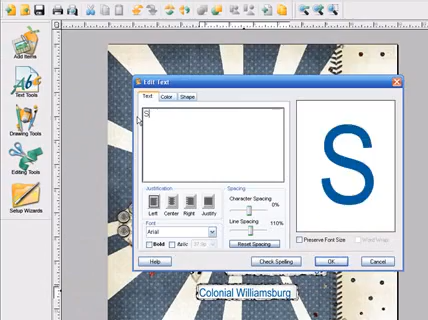 Edit Text
Text Color Shape
S
S
Justification
Left Center Right Justify
Font
Arial
Bold Italic
Spacing
Character Spacing
0%
Line Spacing
110%
Reset Spacing
Preserve Font Size Word Wrap
Help Check Spelling OK Cancel
Add Items
Text Tools
Drawing Tools
Editing Tools
Setup Wizards
Colonial Williamsburg